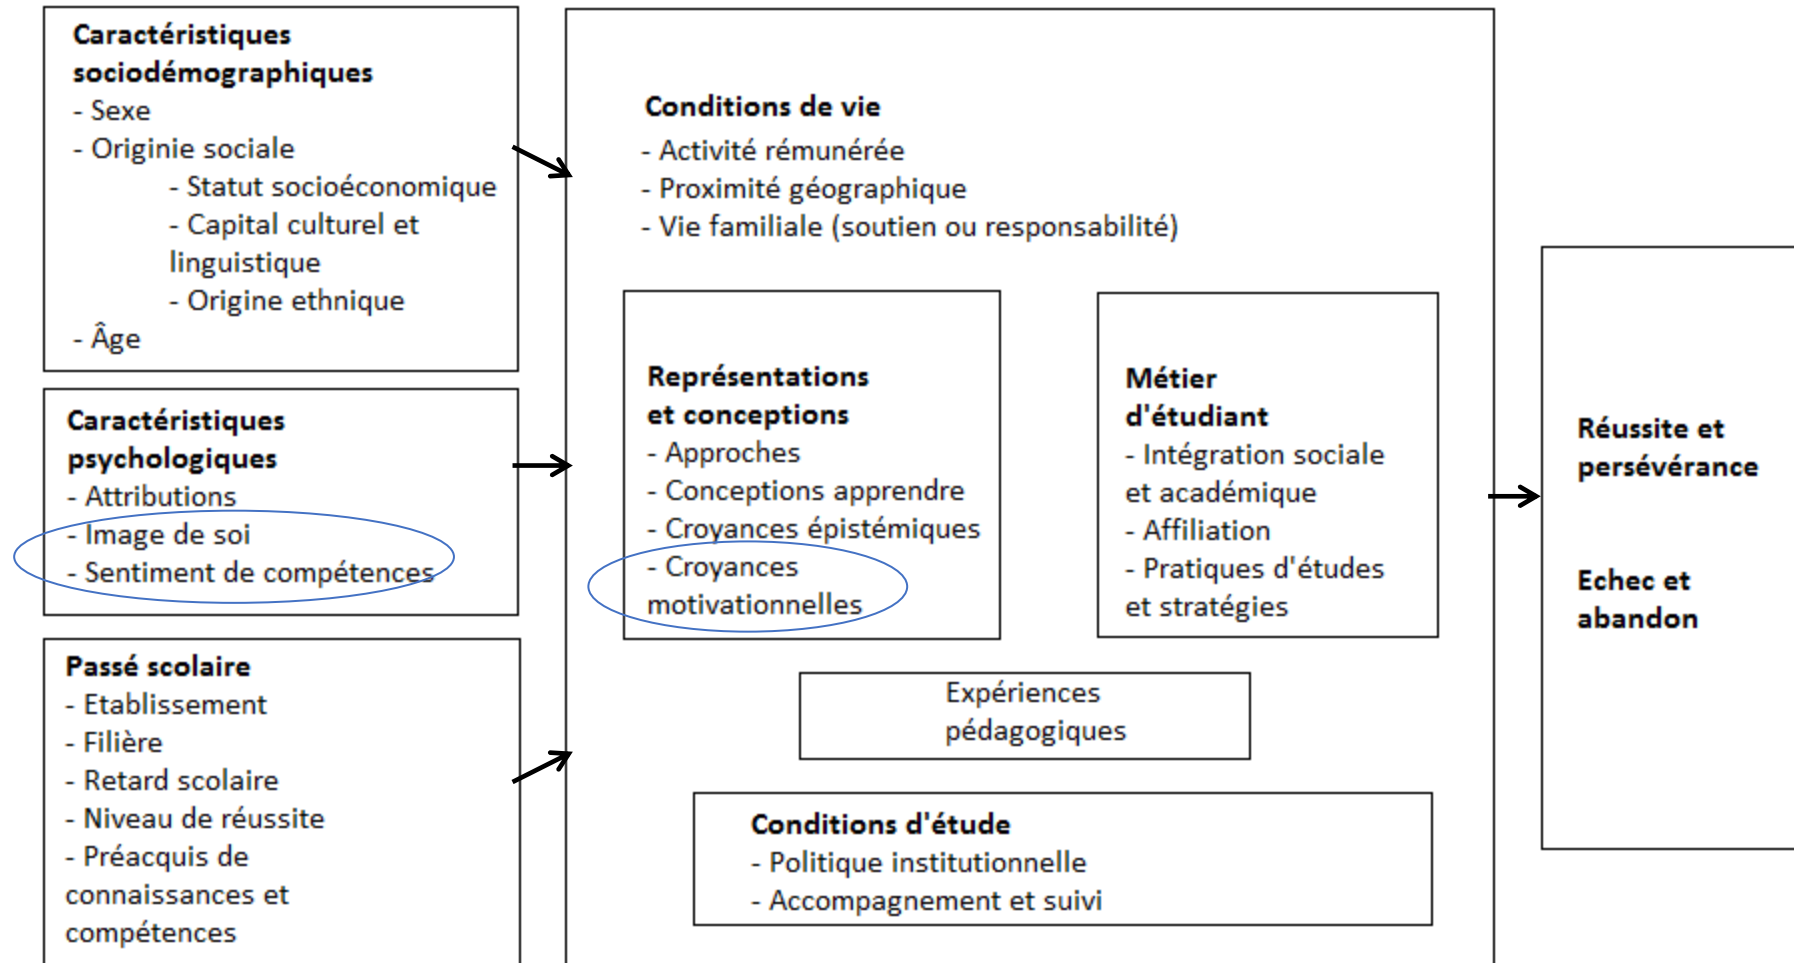 Caractéristiques
sociodémographiques
- Sexe
- Originie sociale
- Statut socioéconomique
- Capital culturel et
linguistique
- Origine ethnique
- Âge
Caractéristiques
psychologiques
- Attributions
- Image de soi
- Sentiment de compétences
Passé scolaire
- Etablissement
- Filière
- Retard scolaire
- Niveau de réussite
- Préacquis de
connaissances et
compétences
Conditions de vie
- Activité rémunérée
- Proximité géographique
- Vie familiale (soutien ou responsabilité)
Représentations
et conceptions
- Approches
- Conceptions apprendre
- Croyances épistémiques
- Croyances
motivationnelles
Métier
d'étudiant
- Intégration sociale
et académique
- Affiliation
- Pratiques d'études
et stratégies
Expériences
pédagogiques
Conditions d'étude
- Politique institutionnelle
- Accompagnement et suivi
Réussite et
persévérance
Echec et
abandon